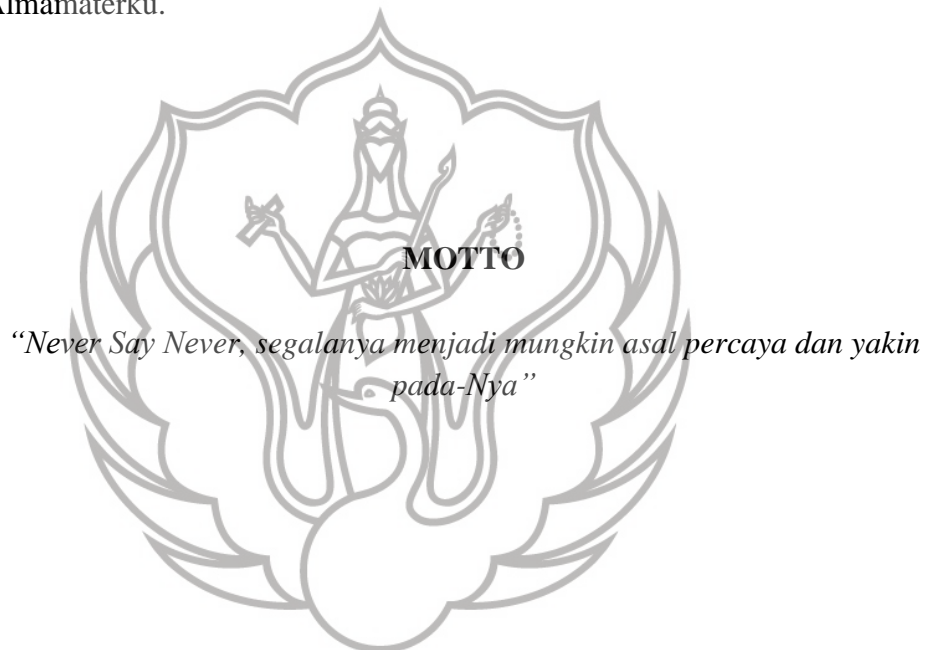 Almamaterku.
MOTTO
“Never Say Never, segalanya menjadi mungkin asal percaya dan yakin
pada-Nya”